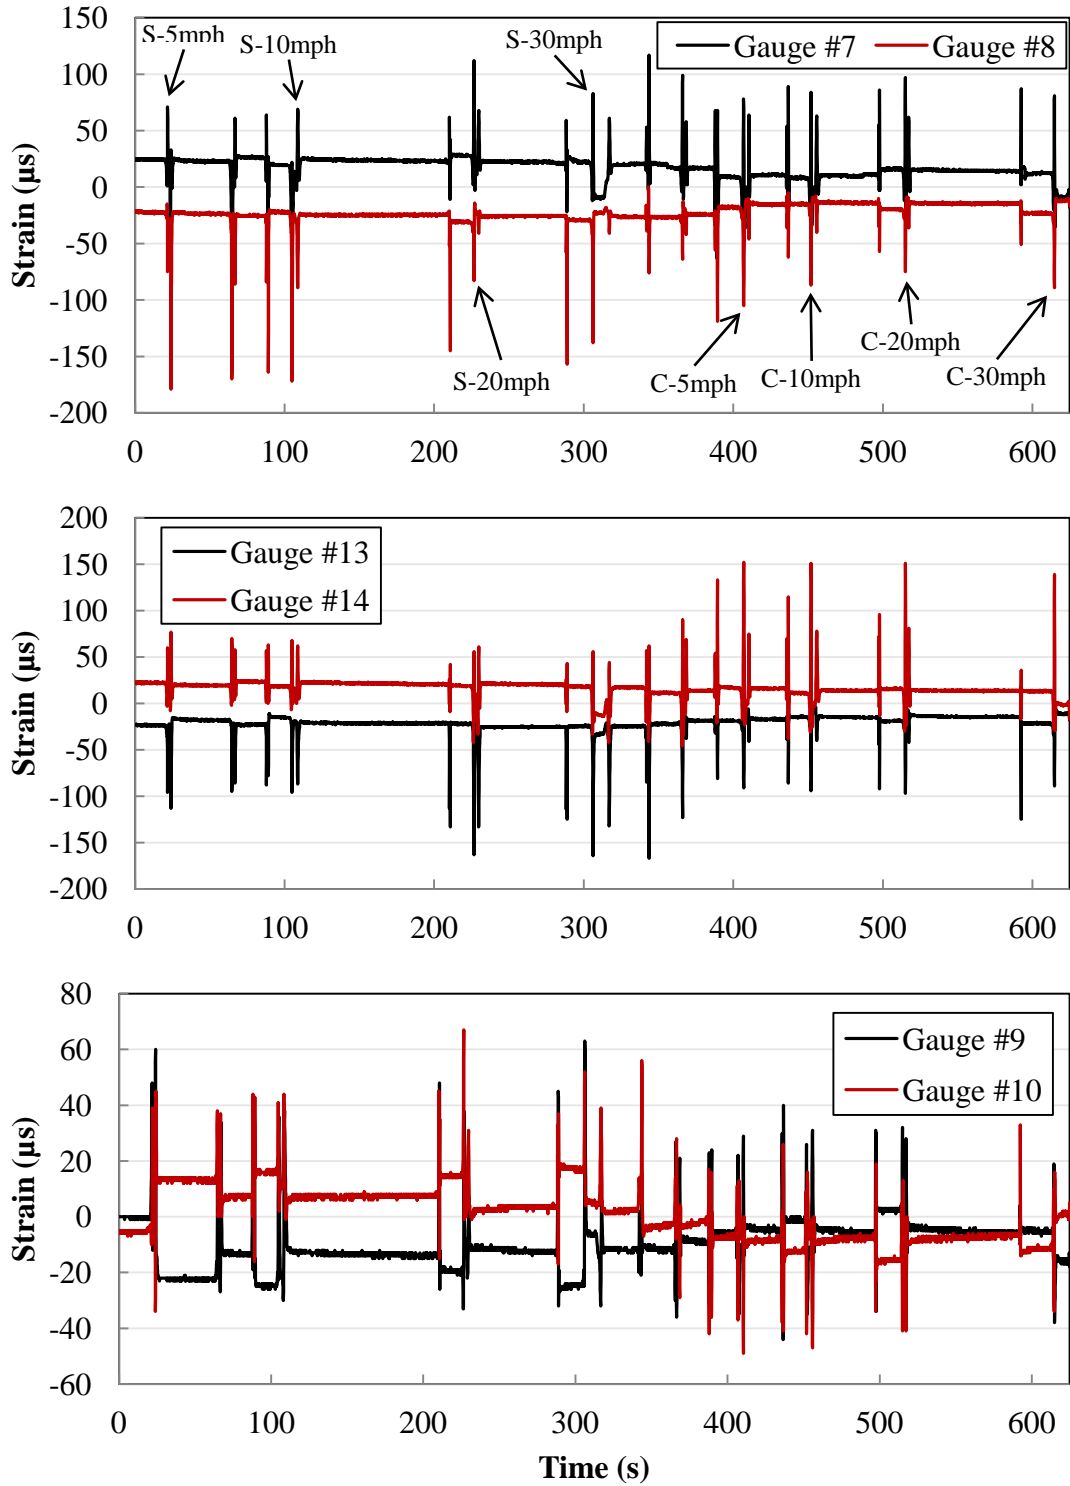 150
100
50
0
-50
-100
-150
-200
Strain (µs)
S-5mph
S-10mph
S-30mph
Gauge #7
Gauge #8
S-20mph
C-5mph
C-10mph
C-20mph
C-30mph
0 100 200 300 400 500 600
200
150
100
50
0
-50
-100
-150
-200
Strain (µs)
Gauge #13
Gauge #14
0 100 200 300 400 500 600
80
60
40
20
0
-20
-40
-60
Strain (µs)
Gauge #9
Gauge #10
0 100 200 300 400 500 600
Time (s)